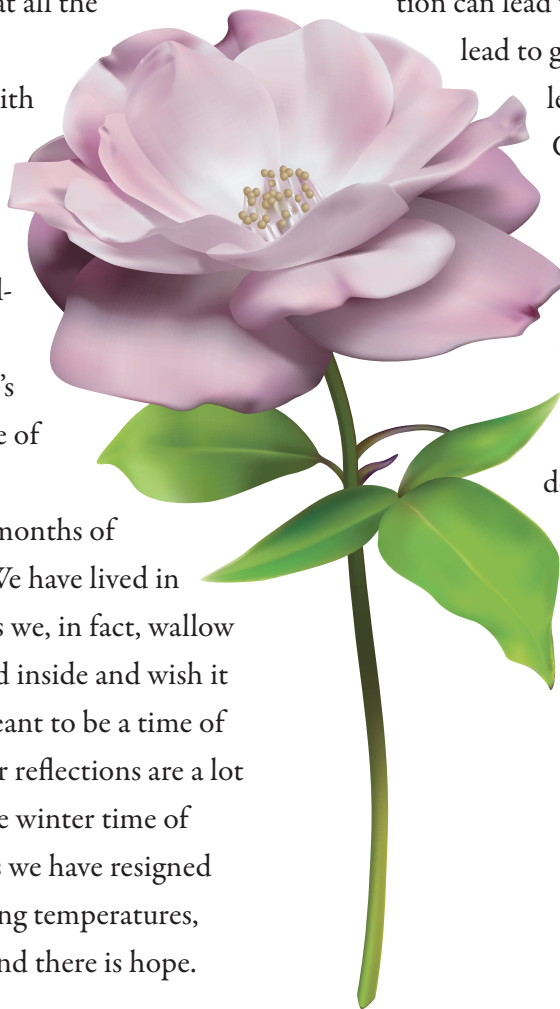 at all the
ith
l-
’s
e of
months of
We have lived in
s we, in fact, wallow
d inside and wish it
eant to be a time of
r reflections are a lot
e winter time of
s we have resigned
ng temperatures,
nd there is hope.
tion can lead
lead to g
le
d